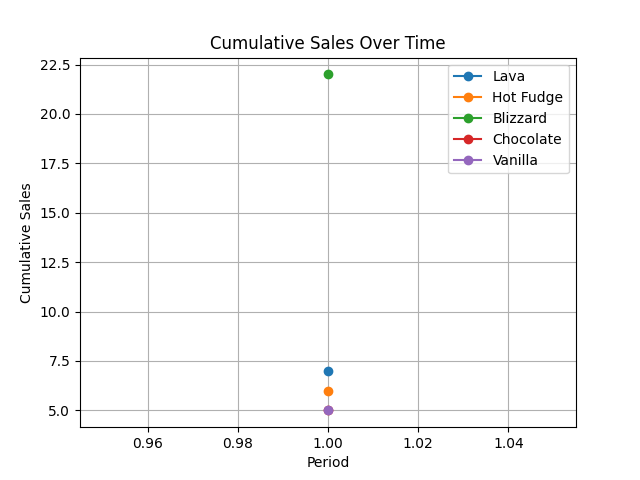 Cumulative Sales Over Time
22.5
20.0
17.5
15.0
12.5
10.0
7.5
5.0
Cumulative Sales
Lava
Hot Fudge
Blizzard
Chocolate
Vanilla
0.96 0.98 1.00 1.02 1.04
Period